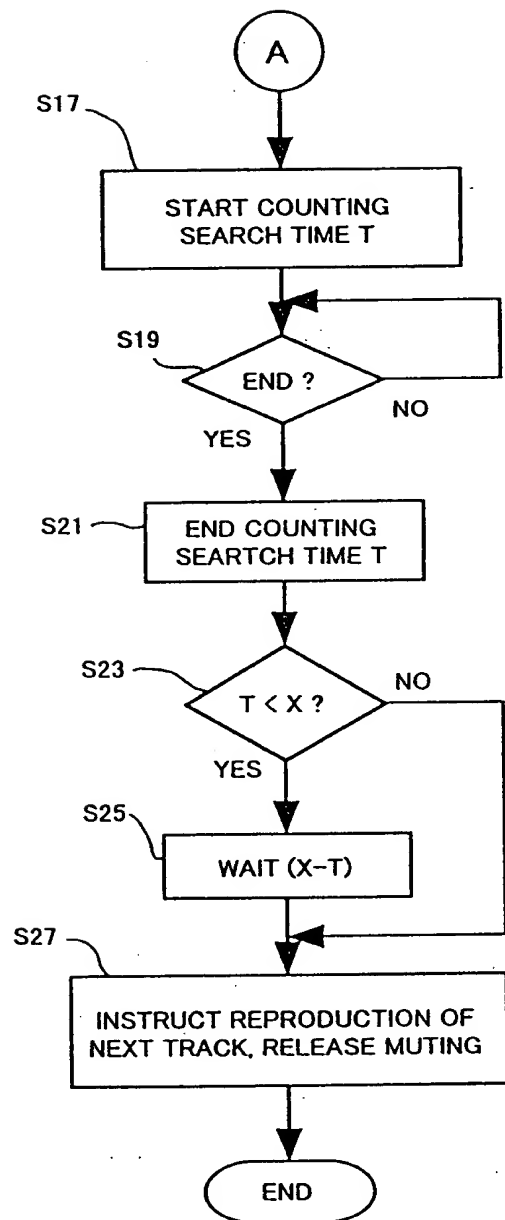 A
S17
START COUNTING
SEARCH TIME T
S19
END ?
NO
YES
S21
END COUNTING
SEARTCH TIME T
S23
T < X ?
NO
YES
S25
WAIT (X-T)
S27
INSTRUCT REPRODUCTION OF
NEXT TRACK, RELEASE MUTING
END